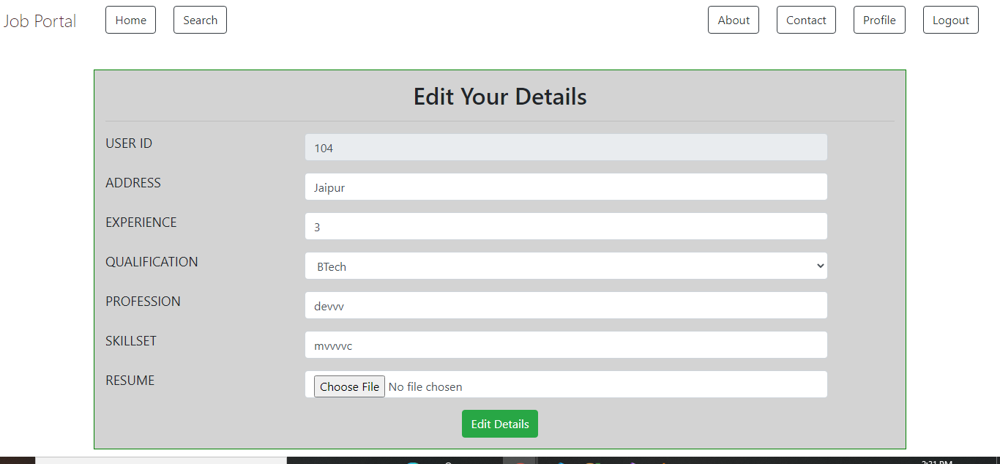 Job Portal Home Search About Contact Profile Logout
Edit Your Details
USER ID 104
ADDRESS Jaipur
EXPERIENCE 3
QUALIFICATION BTech
PROFESSION devvv
SKILLSET mvvvvc
RESUME Choose File No file chosen
Edit Details